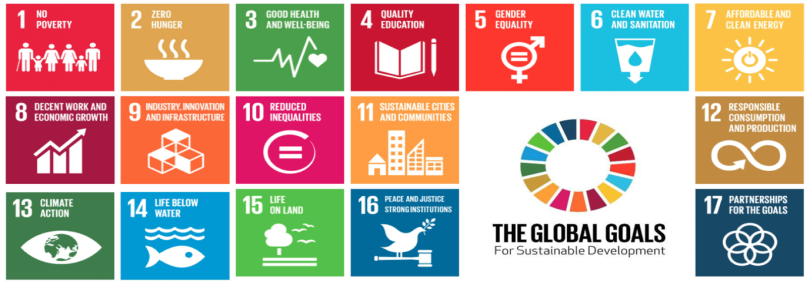 1 NO
POVERTY
2 ZERO
HUNGER
3 GOOD HEALTH
AND WELL-BEING
4 QUALITY
EDUCATION
5 GENDER
EQUALITY
6 CLEAN WATER
AND SANITATION
7 AFFORDABLE AND
CLEAN ENERGY
8 DECENT WORK AND
ECONOMIC GROWTH
9 INDUSTRY, INNOVATION
AND INFRASTRUCTURE
10 REDUCED
INEQUALITIES
11 SUSTAINABLE CITIES
AND COMMUNITIES
12 RESPONSIBLE
CONSUMPTION
AND PRODUCTION
13 CLIMATE
ACTION
14 LIFE BELOW
WATER
15 LIFE
ON LAND
16 PEACE AND JUSTICE
STRONG INSTITUTIONS
THE GLOBAL GOALS
For Sustainable Development
17 PARTNERSHIPS
FOR THE GOALS